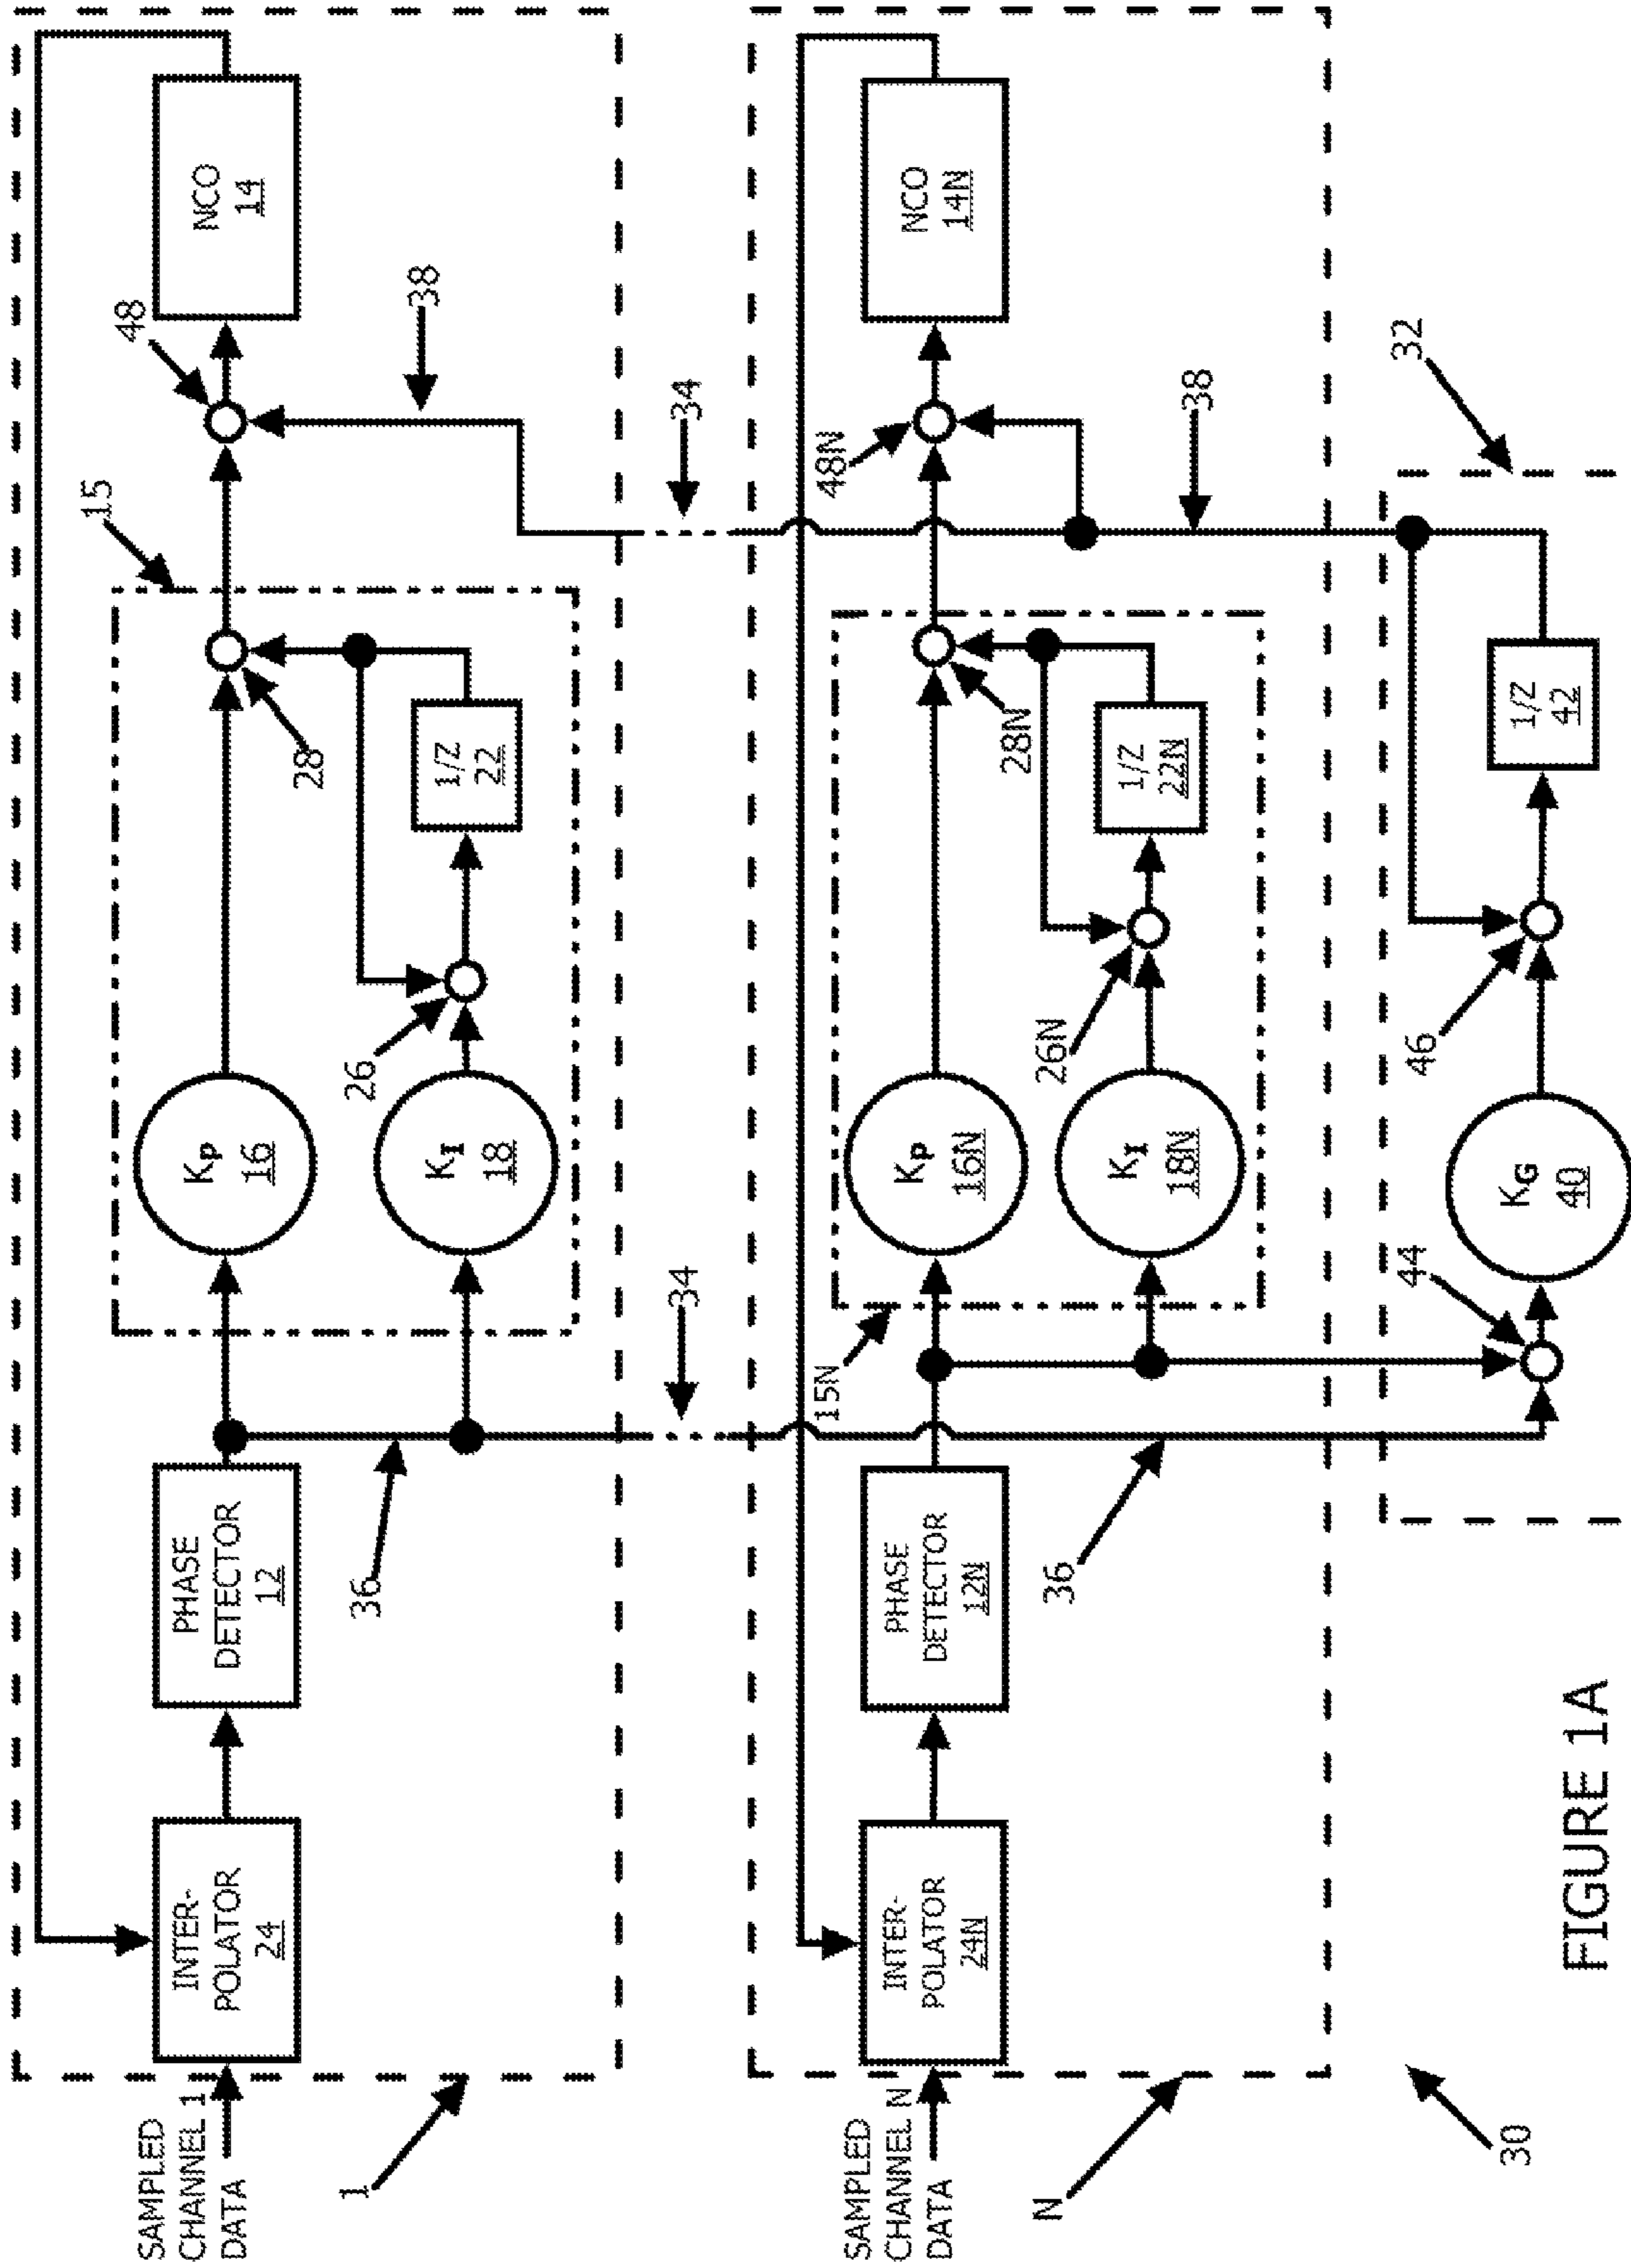 SAMPLED
CHANNEL 1
DATA
1
INTER-
POLATOR
24
PHASE
DETECTOR
12
36
34
KP
16
KI
18
26
28
1/Z
22
15
48
38
34
NCO
14
SAMPLED
CHANNEL N
DATA
N
INTER-
POLATOR
24N
PHASE
DETECTOR
12N
36
15N
KP
16N
KI
18N
26N
28N
1/Z
22N
48N
38
NCO
14N
30
44
KG
40
46
1/Z
42
32
FIGURE 1A